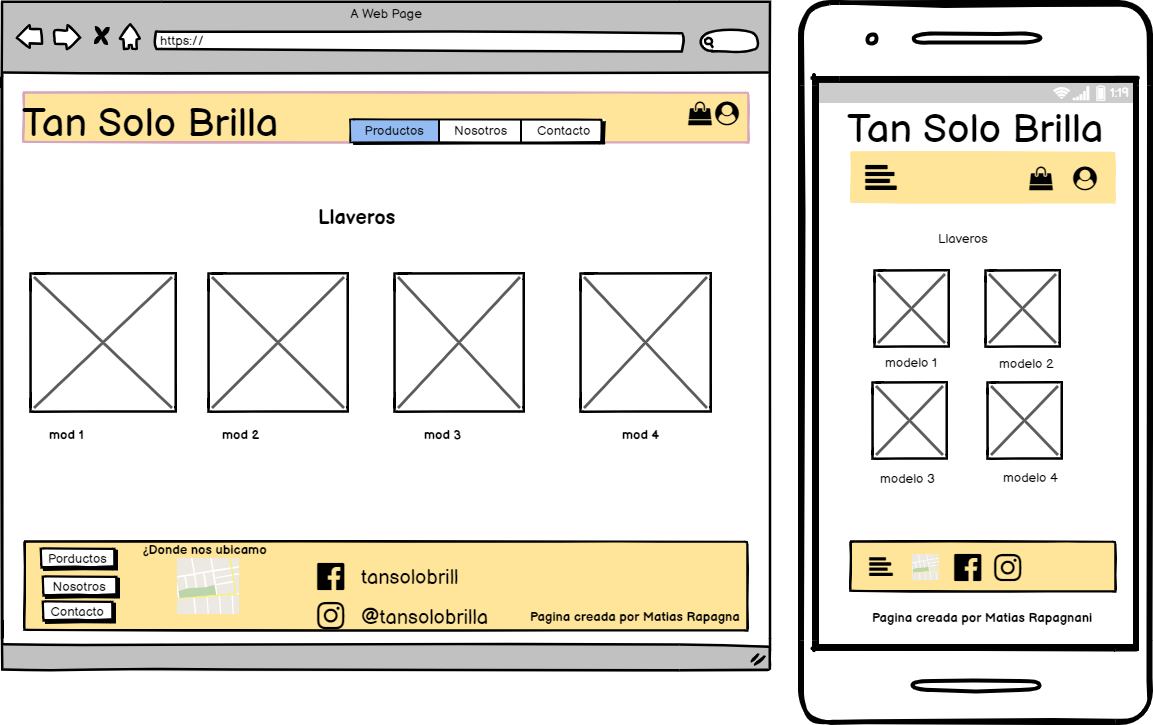 A Web Page
https://
Tan Solo Brilla
Productos Nosotros Contacto
Llaveros
mod 1 mod 2 mod 3 mod 4
Porductos
Nosotros
Contacto
¿Donde nos ubicamo
tansolobrill
@tansolobrilla
Pagina creada por Matias Rapagna
1:19
Tan Solo Brilla
Llaveros
modelo 1 modelo 2
modelo 3 modelo 4
Pagina creada por Matias Rapagnani